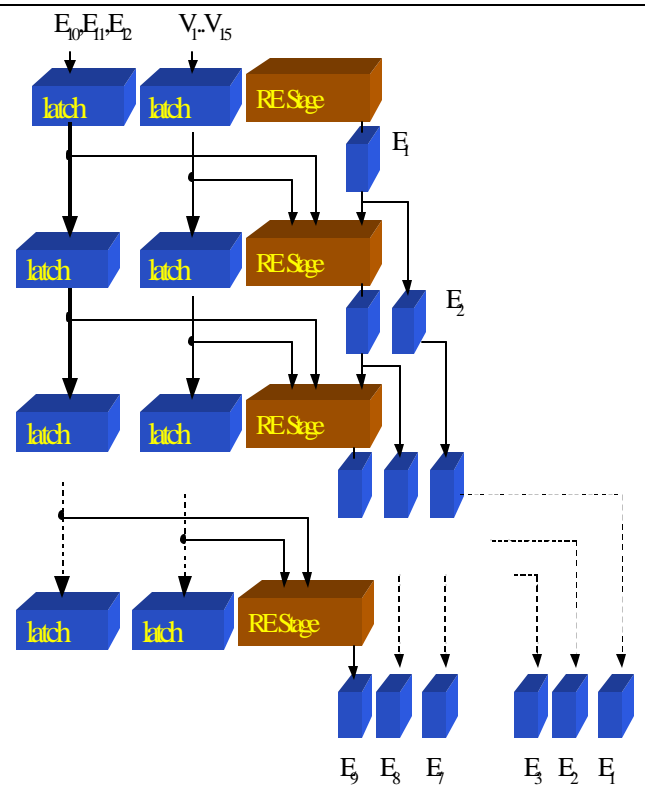 E₁₀,E₁₁,E₁₂ V₁..V₁₅
latch latch RE Stage
E₁
latch latch RE Stage
E₂
latch latch RE Stage
latch latch RE Stage
E₉ E₈ E₇ E₃ E₂ E₁